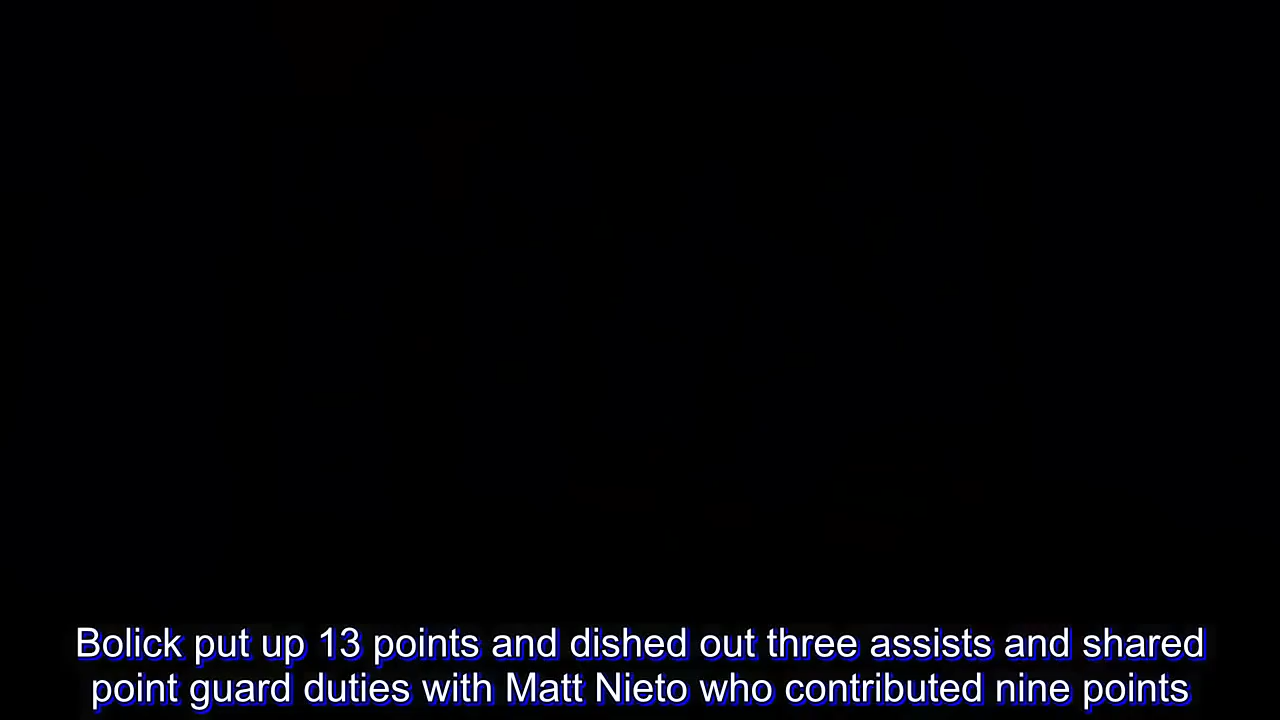 Bolick put up 13 points and dished out three assists and shared
point guard duties with Matt Nieto who contributed nine points